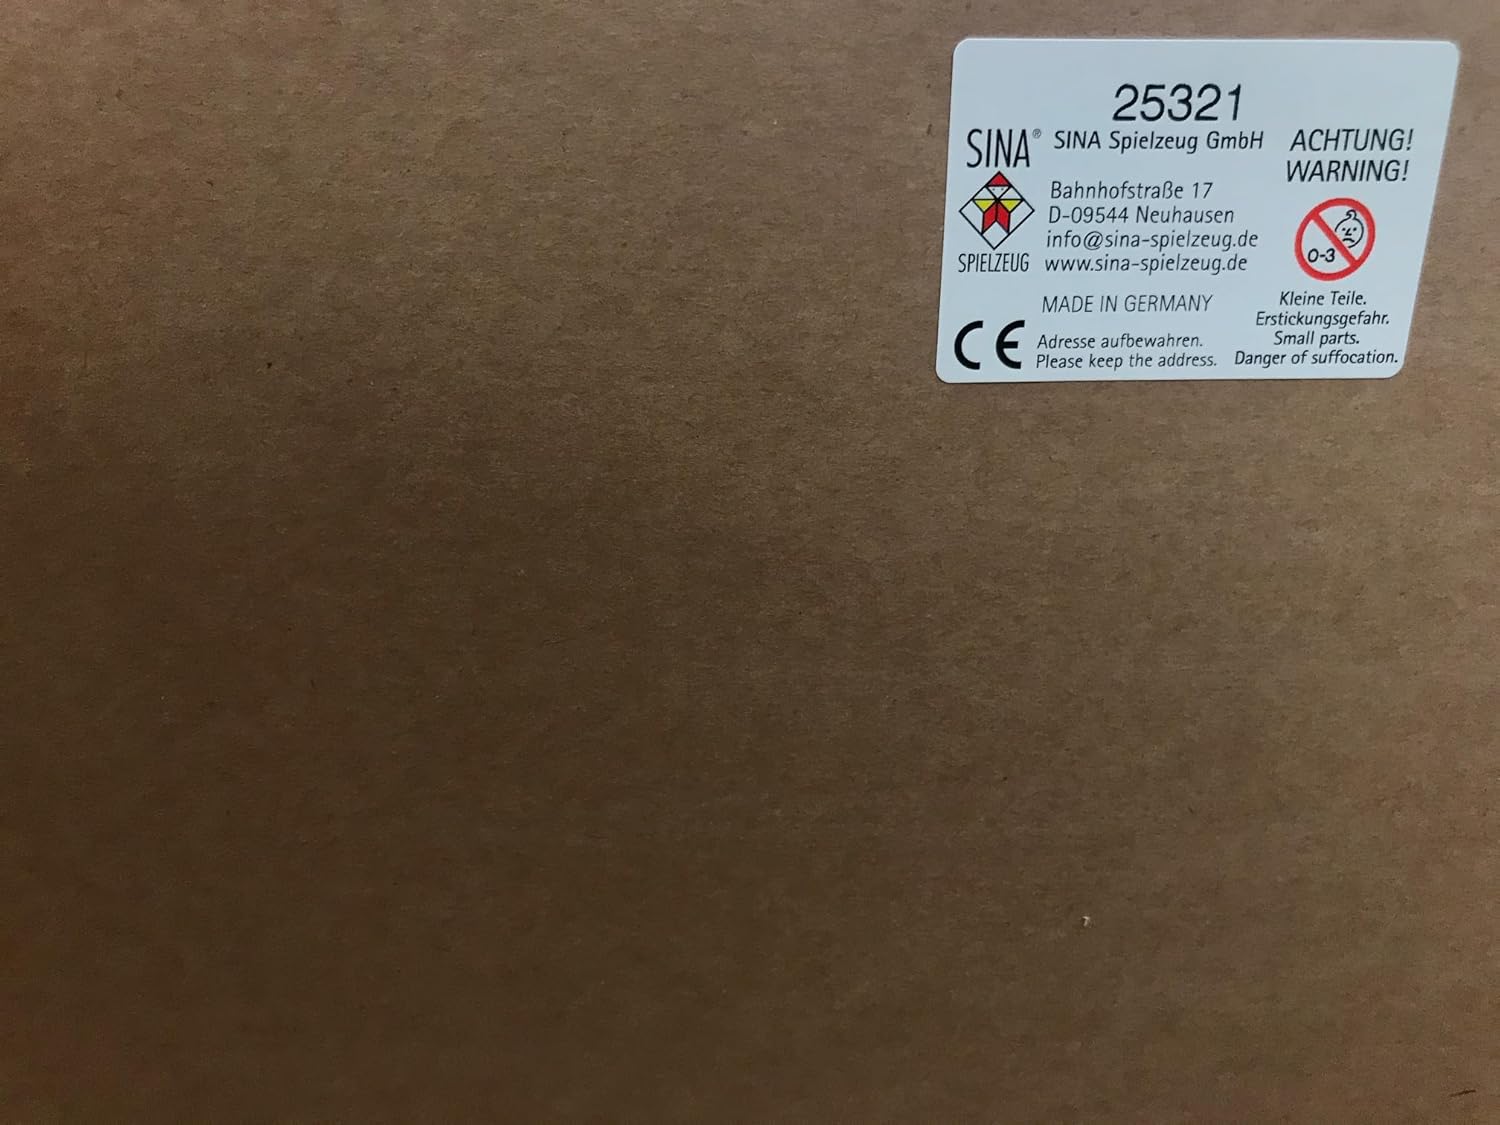 25321
SINA®
SPIELZEUG
SINA Spielzeug GmbH
Bahnhofstraße 17
D-09544 Neuhausen
info@sina-spielzeug.de
www.sina-spielzeug.de
MADE IN GERMANY
CE
Adresse aufbewahren.
Please keep the address.
ACHTUNG!
WARNING!
0-3
Kleine Teile.
Erstickungsgefahr.
Small parts.
Danger of suffocation.